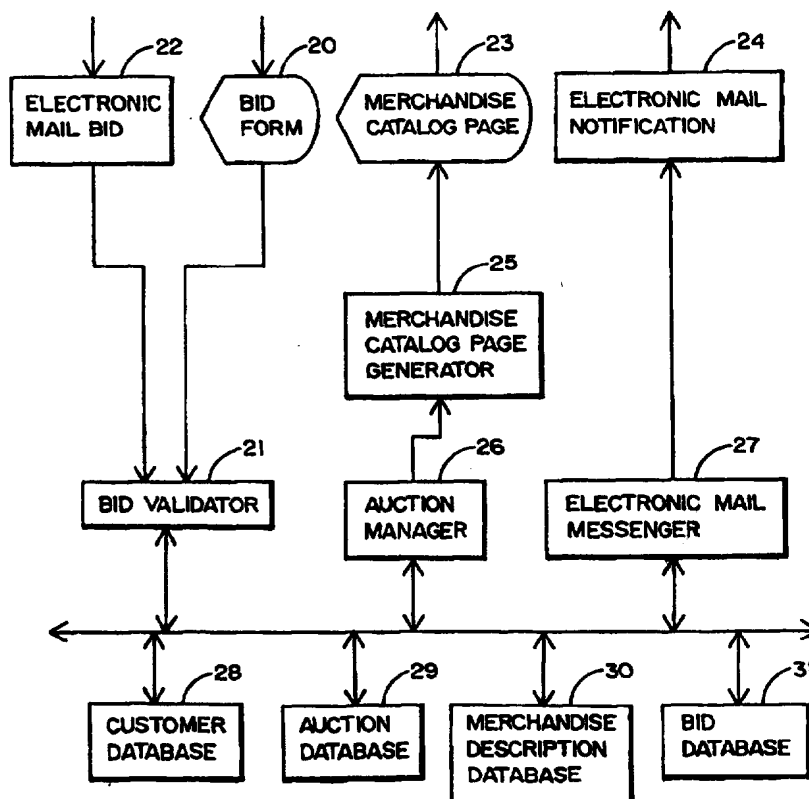 22
20
23
24
ELECTRONIC
MAIL BID
BID
FORM
MERCHANDISE
CATALOG PAGE
ELECTRONIC MAIL
NOTIFICATION
25
MERCHANDISE
CATALOG PAGE
GENERATOR
21
26
27
BID VALIDATOR
AUCTION
MANAGER
ELECTRONIC MAIL
MESSENGER
28
29
30
CUSTOMER
DATABASE
AUCTION
DATABASE
MERCHANDISE
DESCRIPTION
DATABASE
BID
DATABASE